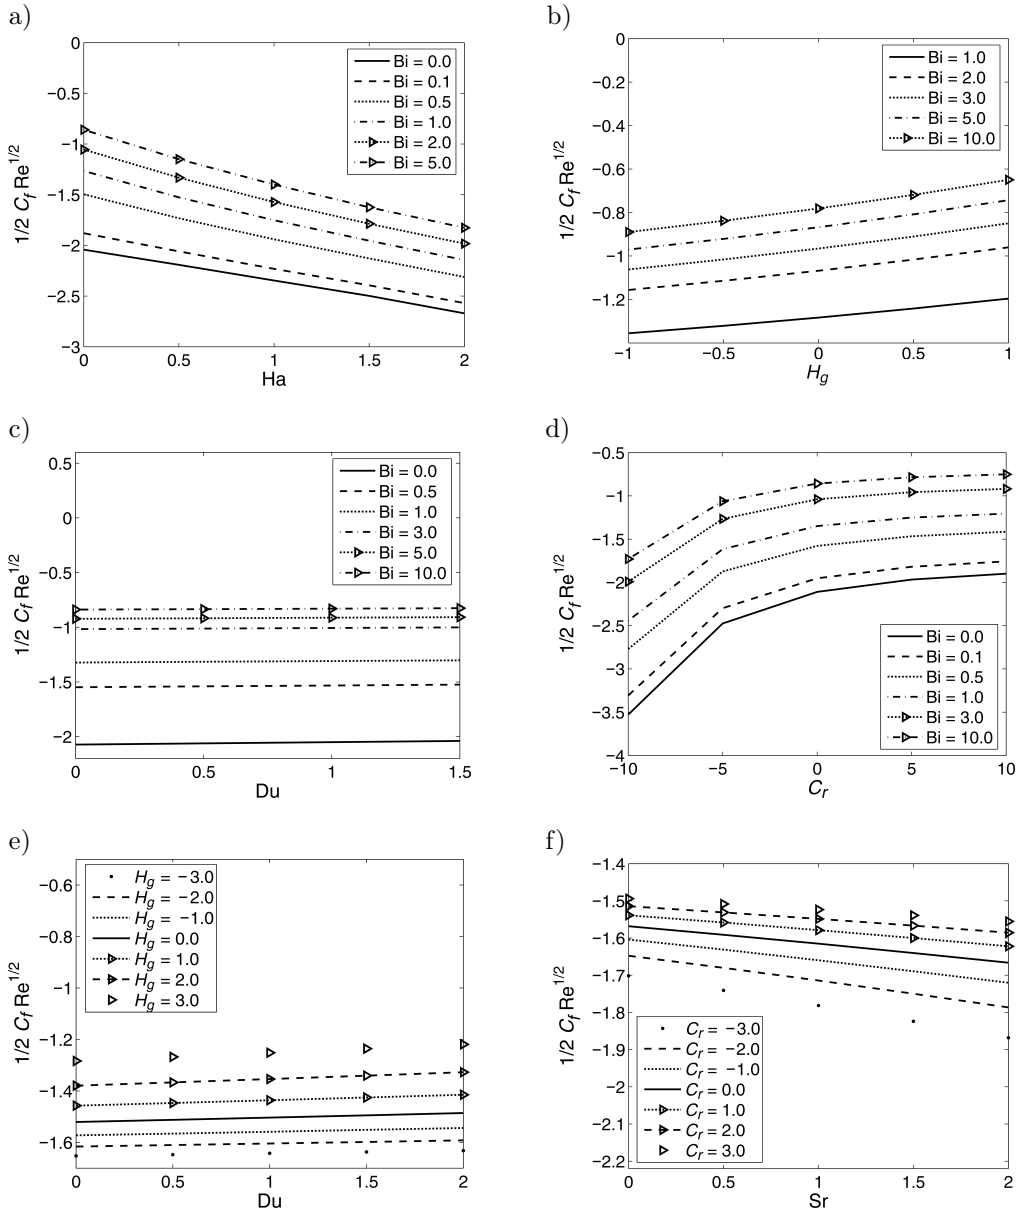 a)
0
−0.5
−1
−1.5
−2
−2.5
−3
1/2 C_f Re^{1/2}
Bi = 0.0
Bi = 0.1
Bi = 0.5
Bi = 1.0
Bi = 2.0
Bi = 5.0
0 0.5 1 1.5 2
Ha
b)
0
−0.2
−0.4
−0.6
−0.8
−1
−1.2
1/2 C_f Re^{1/2}
Bi = 1.0
Bi = 2.0
Bi = 3.0
Bi = 5.0
Bi = 10.0
−1 −0.5 0 0.5 1
H_g
c)
0.5
0
−0.5
−1
−1.5
−2
1/2 C_f Re^{1/2}
Bi = 0.0
Bi = 0.5
Bi = 1.0
Bi = 3.0
Bi = 5.0
Bi = 10.0
0 0.5 1 1.5
Du
d)
−0.5
−1
−1.5
−2
−2.5
−3
−3.5
−4
1/2 C_f Re^{1/2}
Bi = 0.0
Bi = 0.1
Bi = 0.5
Bi = 1.0
Bi = 3.0
Bi = 10.0
−10 −5 0 5 10
C_r
e)
−0.6
−0.8
−1
−1.2
−1.4
−1.6
1/2 C_f Re^{1/2}
H_g = −3.0
H_g = −2.0
H_g = −1.0
H_g = 0.0
H_g = 1.0
H_g = 2.0
H_g = 3.0
0 0.5 1 1.5 2
Du
f)
−1.4
−1.5
−1.6
−1.7
−1.8
−1.9
−2
−2.1
−2.2
1/2 C_f Re^{1/2}
C_r = −3.0
C_r = −2.0
C_r = −1.0
C_r = 0.0
C_r = 1.0
C_r = 2.0
C_r = 3.0
0 0.5 1 1.5 2
Sr